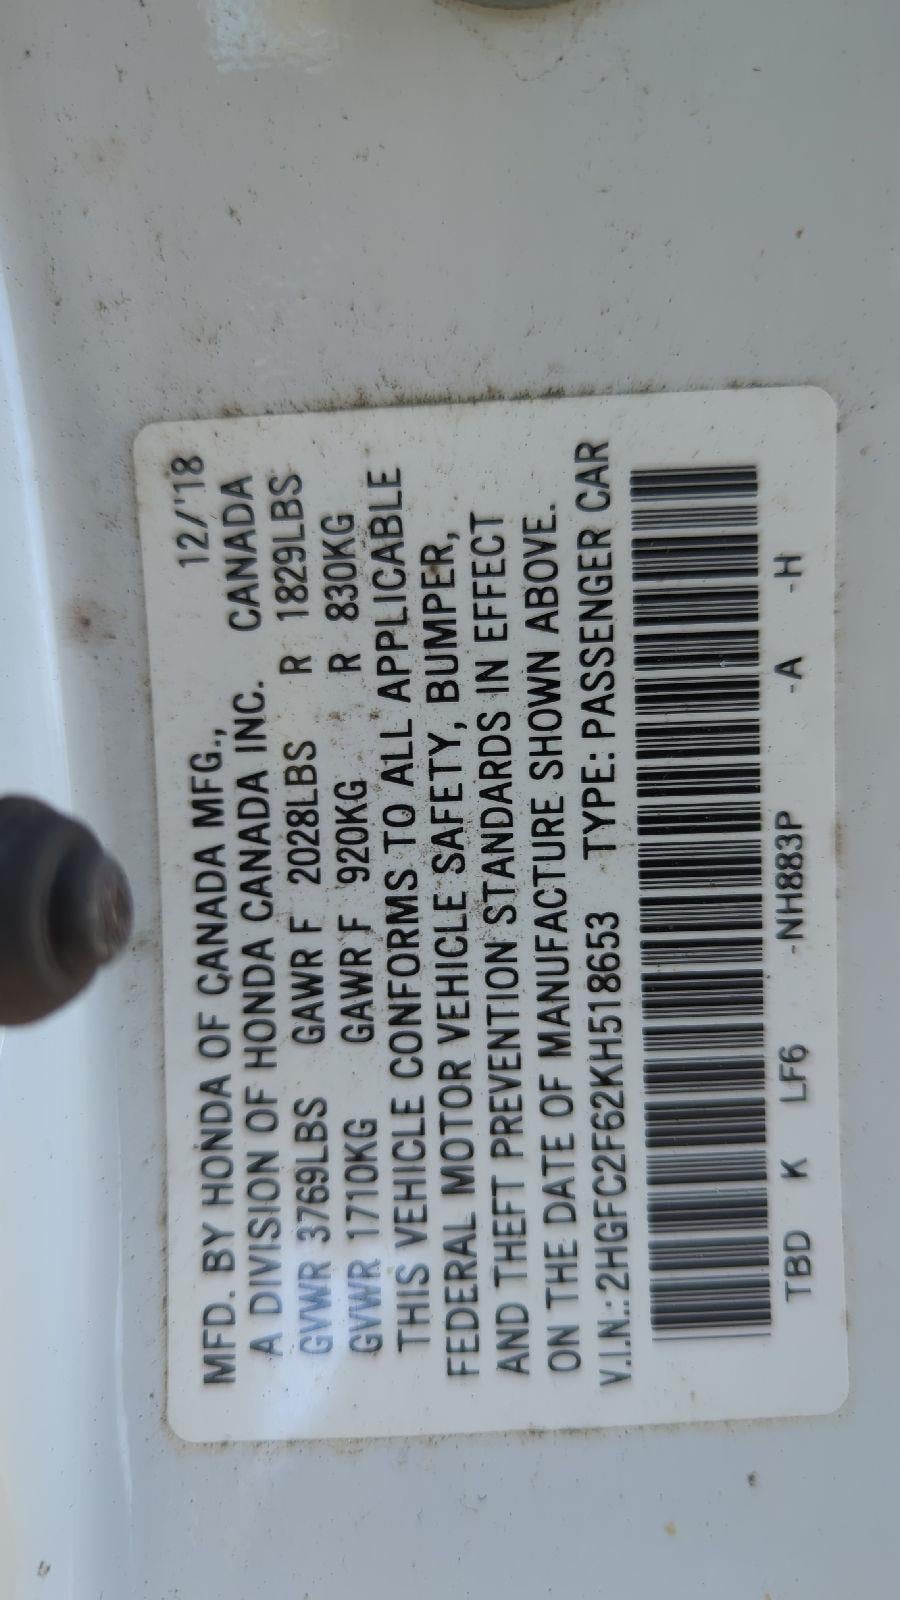 MFD. BY HONDA OF CANADA MFG., 12/'18
A DIVISION OF HONDA CANADA INC. CANADA
GVWR 3769LBS GAWR F 2028LBS R 1829LBS
GVWR 1710KG GAWR F 920KG R 830KG
THIS VEHICLE CONFORMS TO ALL APPLICABLE
FEDERAL MOTOR VEHICLE SAFETY, BUMPER,
AND THEFT PREVENTION STANDARDS IN EFFECT
ON THE DATE OF MANUFACTURE SHOWN ABOVE.
V.I.N.: 2HGFC2F62KH518653 TYPE: PASSENGER CAR
TBD K LF6 -NH883P -A -H